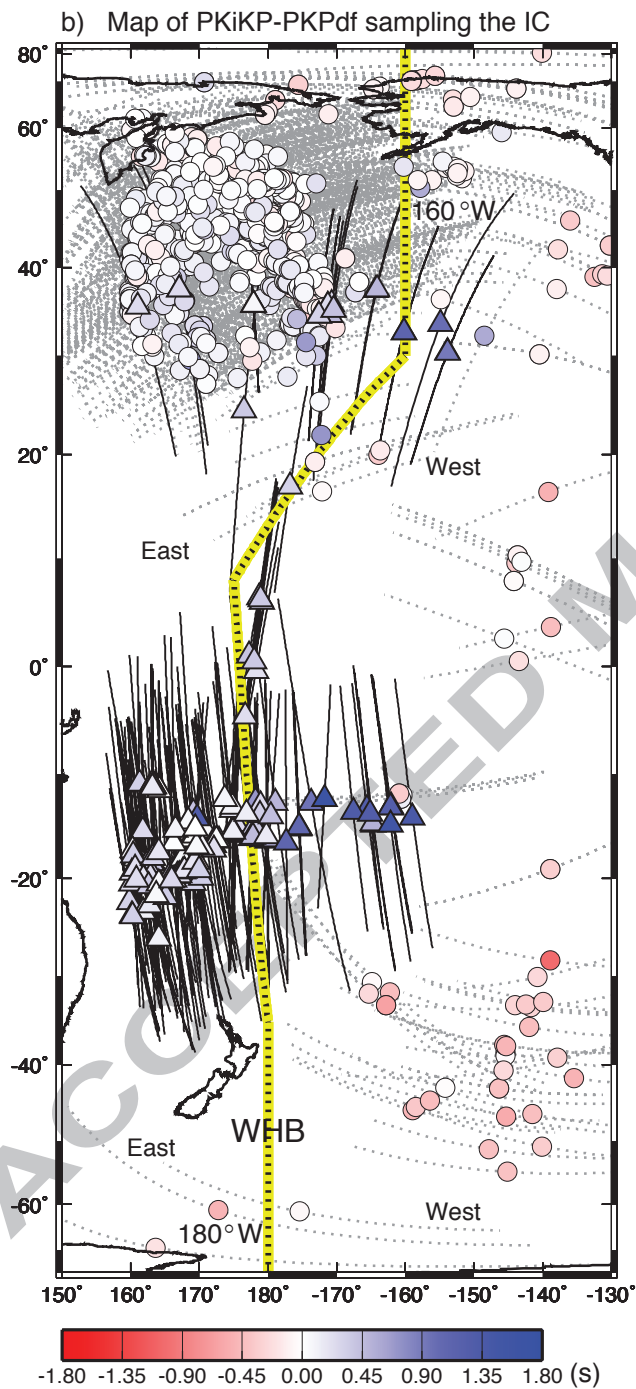 b) Map of PKiKP-PKPdf sampling the IC
80°
60°
160°W
40°
20°
West
East
0°
-20°
ACCEPTED M
-40°
WHB
East
-60°
West
180°W
150° 160° 170° 180° -170° -160° -150° -140° -130°
-1.80 -1.35 -0.90 -0.45 0.00 0.45 0.90 1.35 1.80 (s)